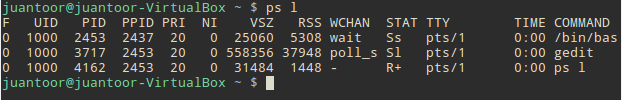 juantoor@juantoor-VirtualBox ~ $ ps l
F   UID   PID  PPID PRI  NI    VSZ   RSS WCHAN  STAT TTY        TIME COMMAND
0  1000  2453  2437  20   0  25060  5308 wait   Ss   pts/1      0:00 /bin/bas
0  1000  3717  2453  20   0 558356 37948 poll_s Sl   pts/1      0:00 gedit
0  1000  4162  2453  20   0  31484  1448 -      R+   pts/1      0:00 ps l
juantoor@juantoor-VirtualBox ~ $